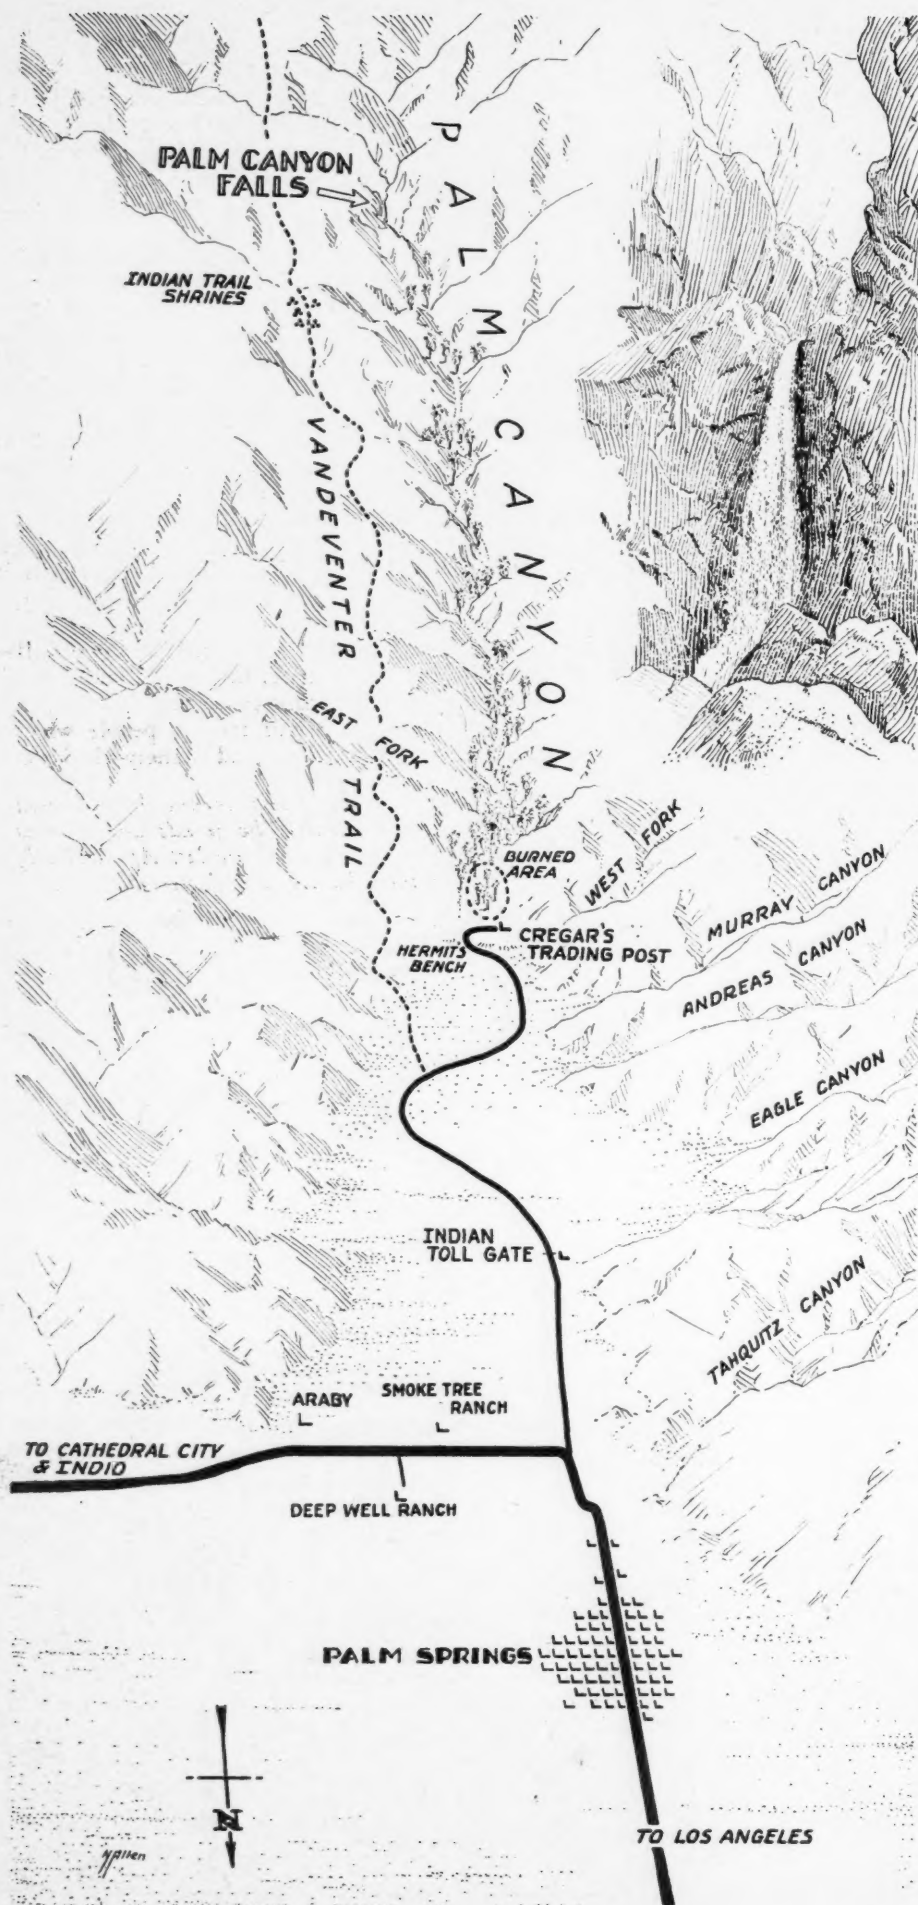 PALM CANYON
PALM CANYON
FALLS
INDIAN TRAIL
SHRINES
VANDEVENTER TRAIL
EAST FORK
BURNED
AREA
WEST FORK
MURRAY CANYON
CREGAR'S
TRADING POST
HERMITS
BENCH
ANDREAS CANYON
EAGLE CANYON
INDIAN
TOLL GATE
TAHQUITZ CANYON
ARABY
SMOKE TREE
RANCH
TO CATHEDRAL CITY
& INDIO
DEEP WELL RANCH
PALM SPRINGS
N
TO LOS ANGELES
NAllen